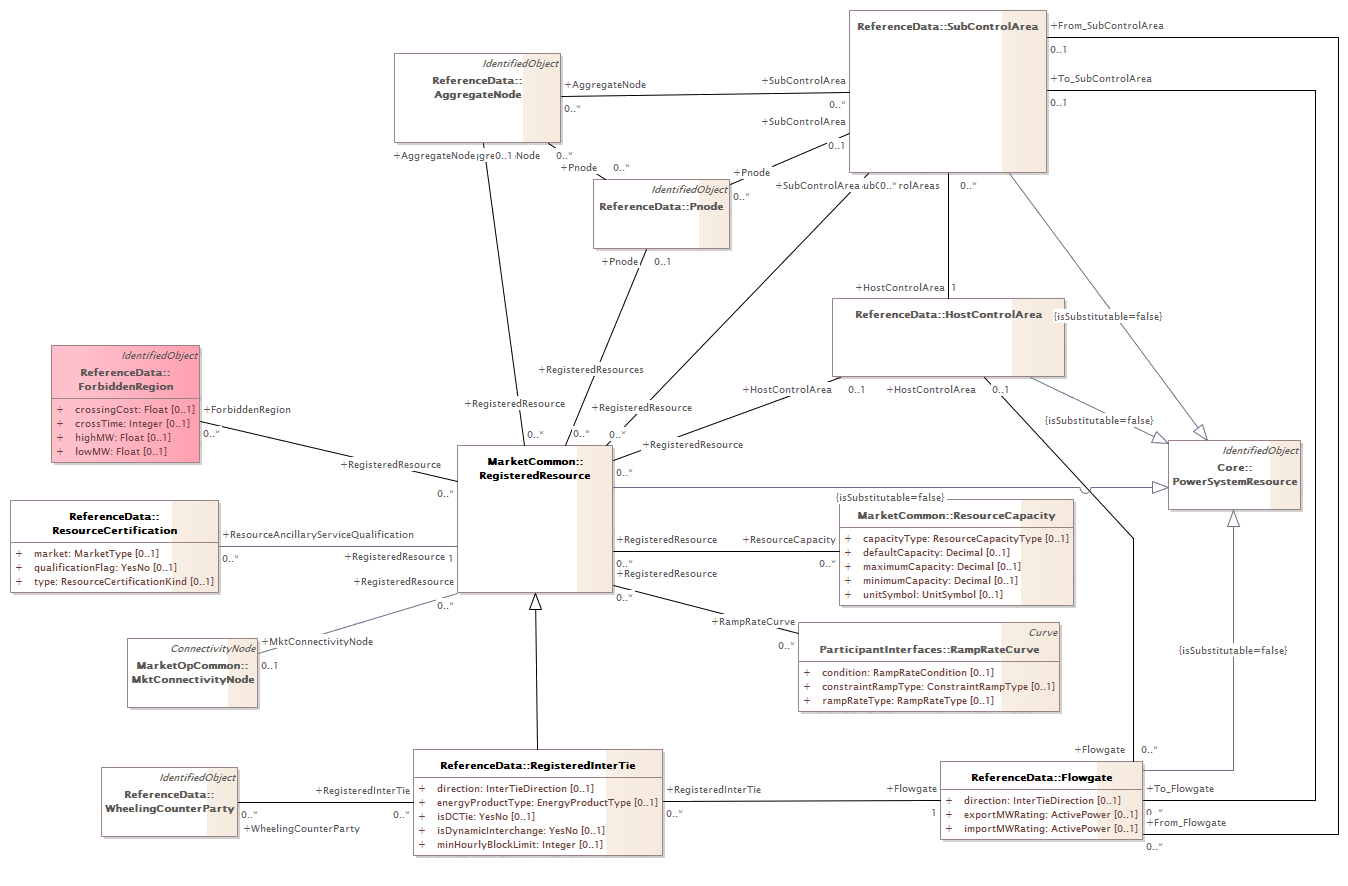 ReferenceData::SubControlArea
+From_SubControlArea
0..1
+To_SubControlArea
0..1
IdentifiedObject
ReferenceData::
AggregateNode
+AggregateNode
0..*
+SubControlArea
0..*
+SubControlArea
0..1
+AggregateNode
0..1
Node
0..*
+Pnode
0..*
IdentifiedObject
ReferenceData::Pnode
+Pnode
0..*
+SubControlArea
0..*
rolAreas
0..*
+Pnode
0..1
+HostControlArea
1
ReferenceData::HostControlArea
{isSubstitutable=false}
+HostControlArea
0..1
+HostControlArea
0..1
{isSubstitutable=false}
IdentifiedObject
ReferenceData::
ForbiddenRegion
+ crossingCost: Float [0..1]
+ crossTime: Integer [0..1]
+ highMW: Float [0..1]
+ lowMW: Float [0..1]
+ForbiddenRegion
0..*
+RegisteredResource
0..*
+RegisteredResources
+RegisteredResource
+RegisteredResource
0..*
0..*
0..*
+RegisteredResource
0..*
MarketCommon::
RegisteredResource
IdentifiedObject
Core::
PowerSystemResource
{isSubstitutable=false}
ReferenceData::
ResourceCertification
+ market: MarketType [0..1]
+ qualificationFlag: YesNo [0..1]
+ type: ResourceCertificationKind [0..1]
+ResourceAncillaryServiceQualification
0..*
+RegisteredResource
1
+RegisteredResource
0..*
+RegisteredResource
0..*
+ResourceCapacity
0..*
MarketCommon::ResourceCapacity
+ capacityType: ResourceCapacityType [0..1]
+ defaultCapacity: Decimal [0..1]
+ maximumCapacity: Decimal [0..1]
+ minimumCapacity: Decimal [0..1]
+ unitSymbol: UnitSymbol [0..1]
+RegisteredResource
0..*
+RampRateCurve
0..*
Curve
ParticipantInterfaces::RampRateCurve
+ condition: RampRateCondition [0..1]
+ constraintRampType: ConstraintRampType [0..1]
+ rampRateType: RampRateType [0..1]
ConnectivityNode
MarketOpCommon::
MktConnectivityNode
+MktConnectivityNode
0..1
{isSubstitutable=false}
+Flowgate
0..*
IdentifiedObject
ReferenceData::
WheelingCounterParty
0..*
+WheelingCounterParty
+RegisteredInterTie
0..*
ReferenceData::RegisteredInterTie
+ direction: InterTieDirection [0..1]
+ energyProductType: EnergyProductType [0..1]
+ isDCTie: YesNo [0..1]
+ isDynamicInterchange: YesNo [0..1]
+ minHourlyBlockLimit: Integer [0..1]
+RegisteredInterTie
0..*
+Flowgate
1
ReferenceData::Flowgate
+ direction: InterTieDirection [0..1]
+ exportMWRating: ActivePower [0..1]
+ importMWRating: ActivePower [0..1]
+To_Flowgate
0..*
+From_Flowgate
0..*